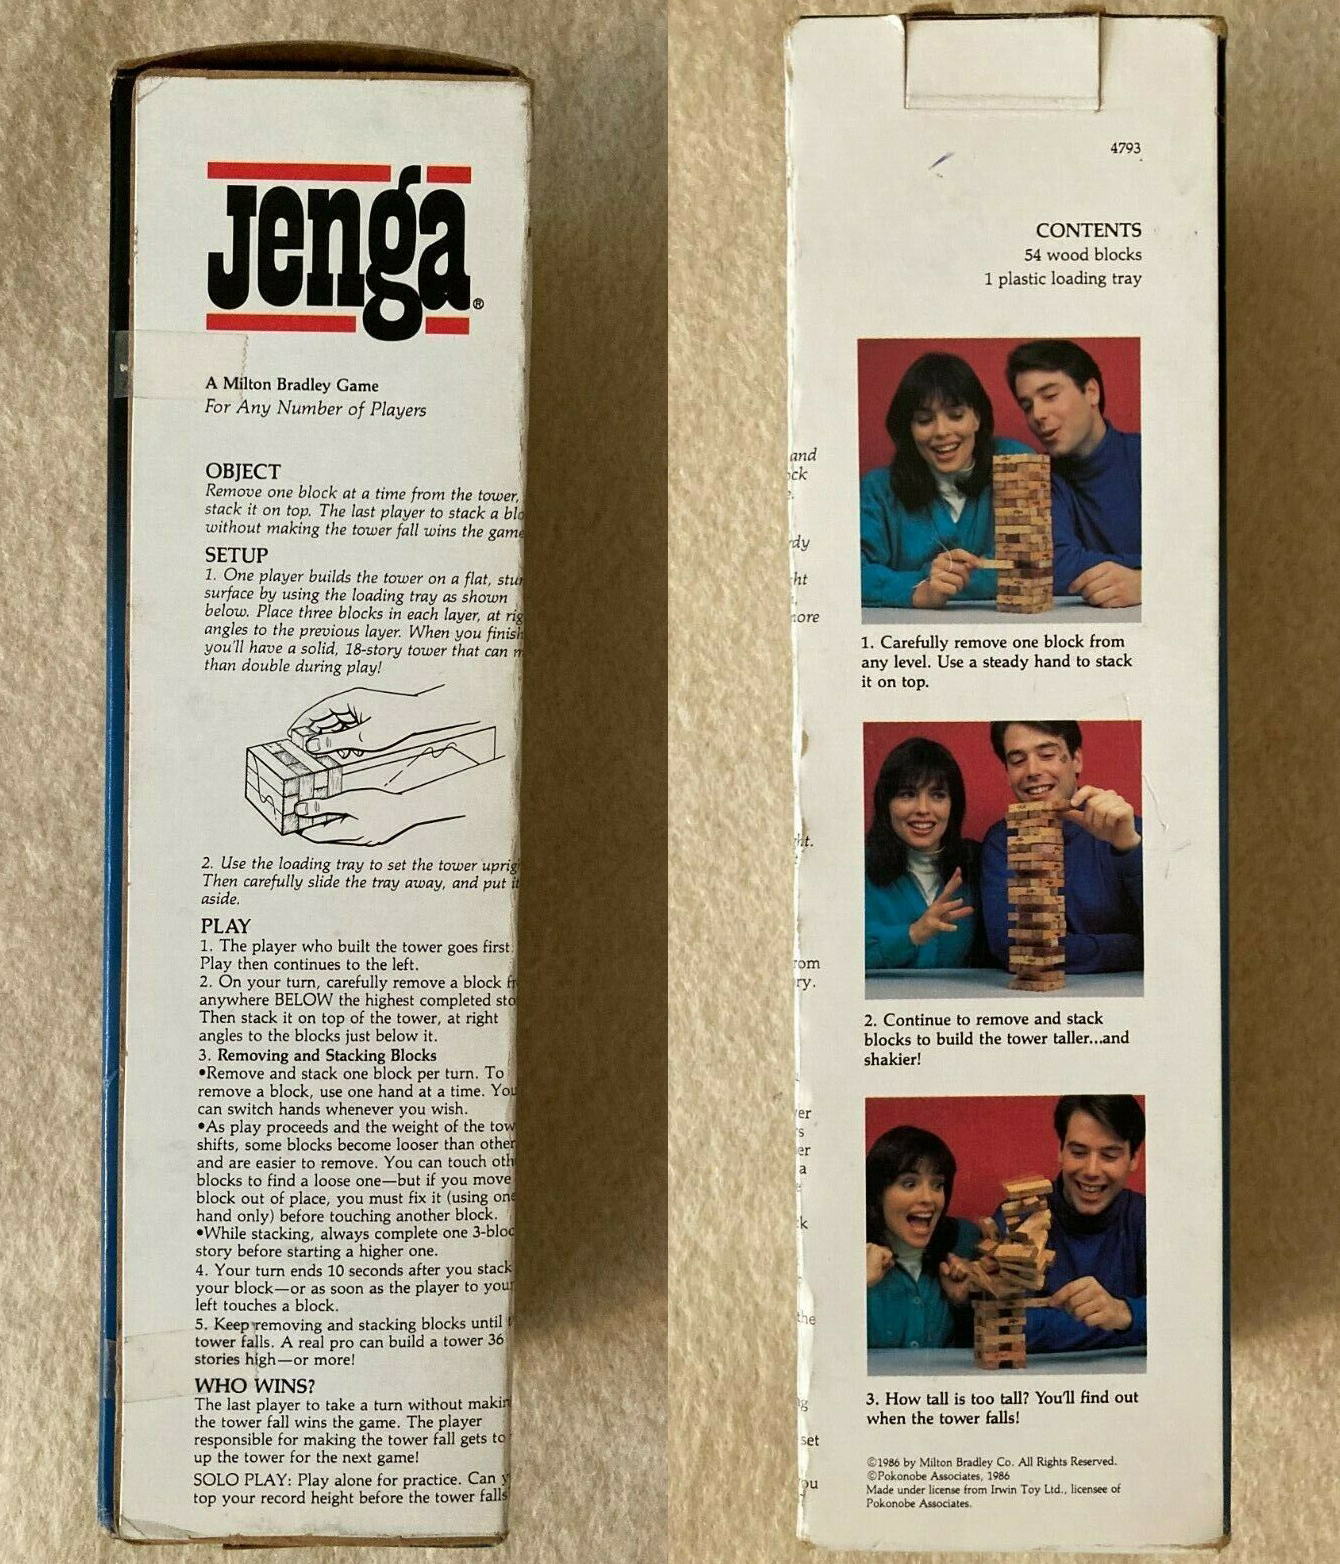 Jenga®
A Milton Bradley Game
For Any Number of Players
OBJECT
Remove one block at a time from the tower,
stack it on top. The last player to stack a
without making the tower fall wins the game
SETUP
1. One player builds the tower on a flat,
surface by using the loading tray as shown
below. Place three blocks in each layer, at
angles to the previous layer. When you finish
you'll have a solid, 18-story tower that can
than double during play!
2. Use the loading tray to set the tower
Then carefully slide the tray away, and put it
aside.
PLAY
1. The player who built the tower goes first.
Play then continues to the left.
2. On your turn, carefully remove a block
anywhere BELOW the highest completed
Then stack it on top of the tower, at right
angles to the blocks just below it.
3. Removing and Stacking Blocks
•Remove and stack one block per turn. To
remove a block, use one hand at a time. You
can switch hands whenever you wish.
•As play proceeds and the weight of the
shifts, some blocks become looser than other
and are easier to remove. You can touch
blocks to find a loose one—but if you move
block out of place, you must fix it (using one
hand only) before touching another block.
•While stacking, always complete one
story before starting a higher one.
4. Your turn ends 10 seconds after you stack
your block—or as soon as the player to your
left touches a block.
5. Keep removing and stacking blocks until
tower falls. A real pro can build a tower 36
stories high—or more!
WHO WINS?
The last player to take a turn without
the tower fall wins the game. The player
responsible for making the tower fall gets to
up the tower for the next game!
SOLO PLAY: Play alone for practice. Can
top your record height before the tower falls
4793
CONTENTS
54 wood blocks
1 plastic loading tray
and
1. Carefully remove one block from
any level. Use a steady hand to stack
it on top.
2. Continue to remove and stack
blocks to build the tower taller...and
shakier!
a
the
3. How tall is too tall? You'll find out
when the tower falls!
set
©1986 by Milton Bradley Co. All Rights Reserved.
©Pokonobe Associates, 1986
Made under license from Irwin Toy Ltd., licensee of
Pokonobe Associates.